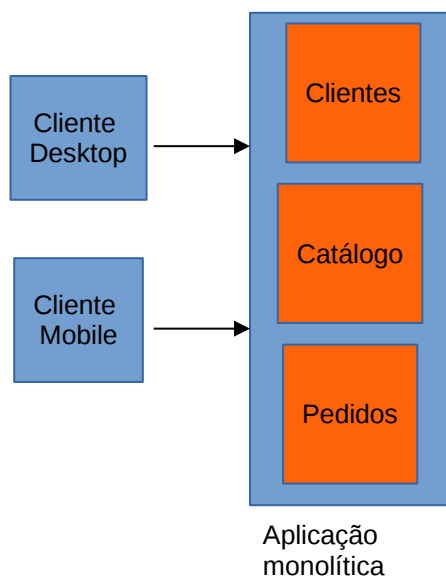 Clientes
Cliente
Desktop
Catálogo
Cliente
Mobile
Pedidos
Aplicação
monolítica